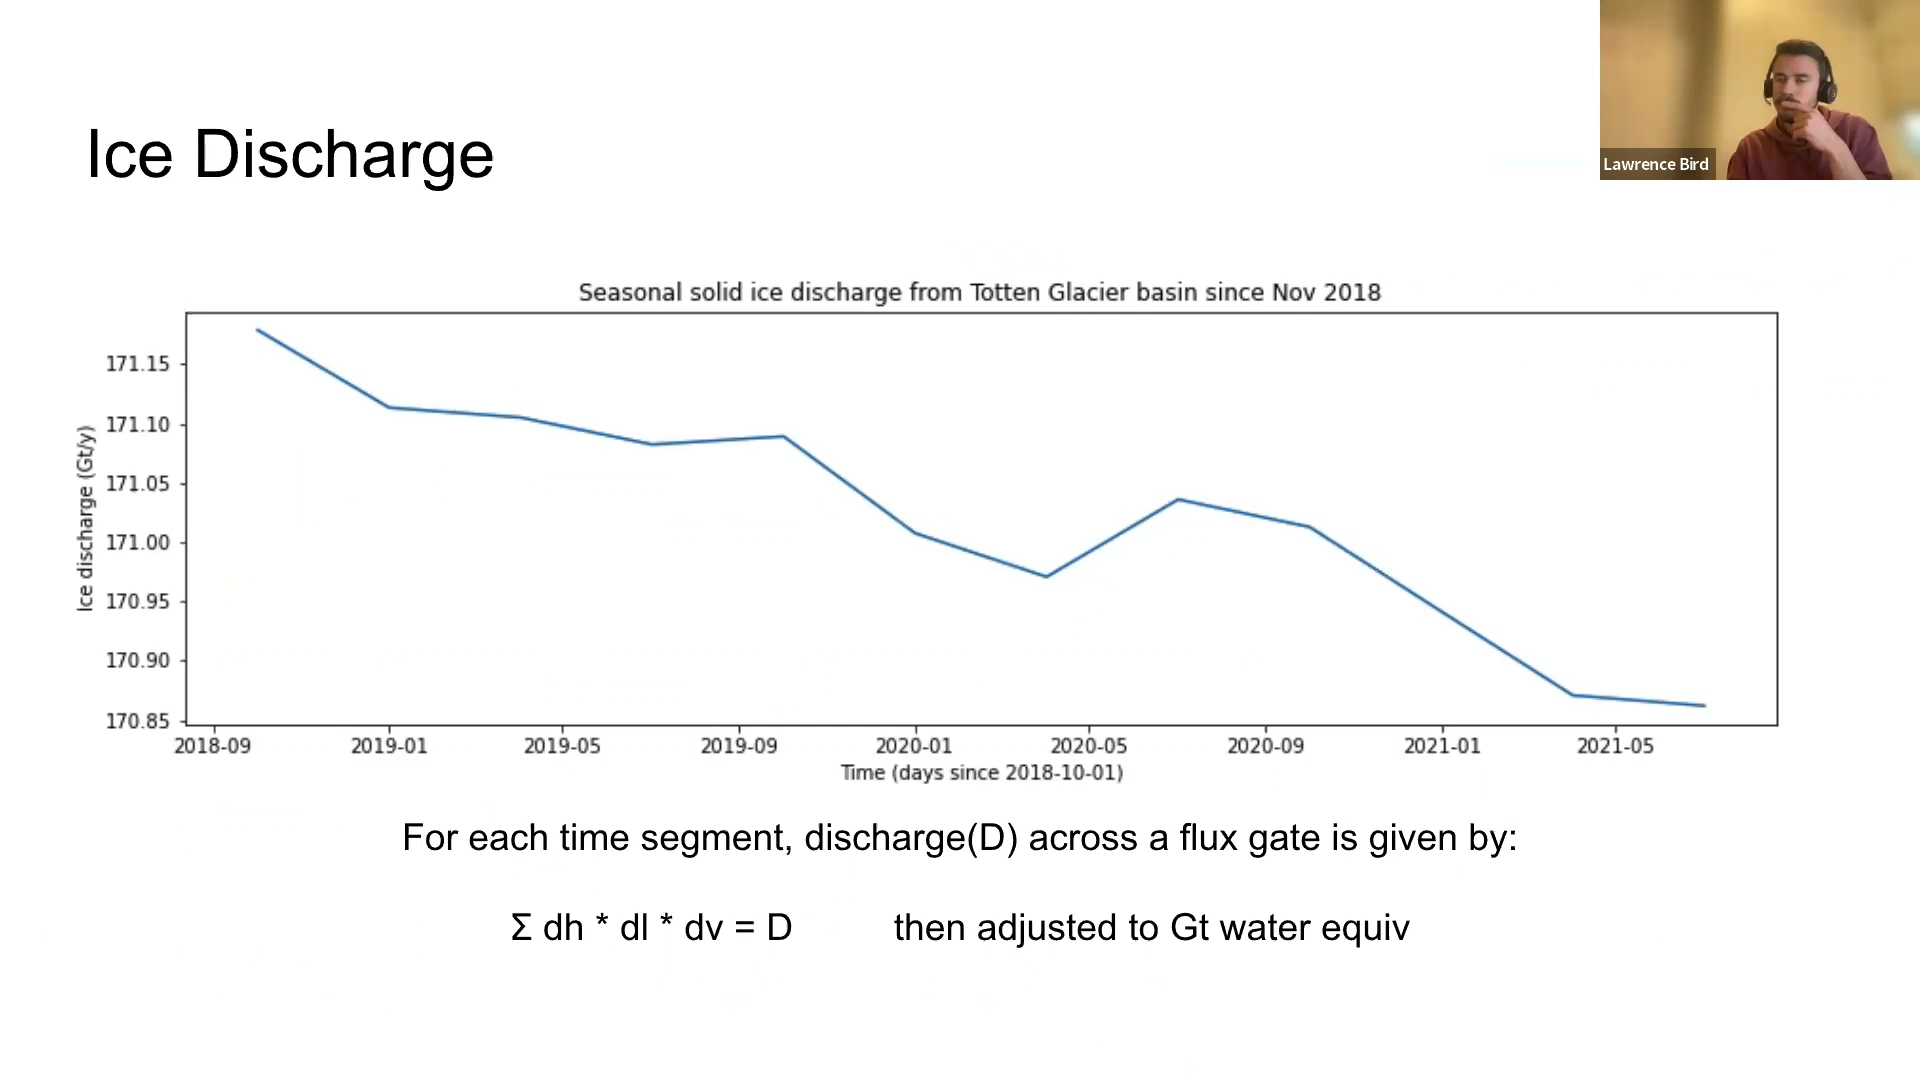 Lawrence Bird
Ice Discharge
Seasonal solid ice discharge from Totten Glacier basin since Nov 2018
Ice discharge (Gt/y)
171.15
171.10
171.05
171.00
170.95
170.90
170.85
2018-09 2019-01 2019-05 2019-09 2020-01 2020-05 2020-09 2021-01 2021-05
Time (days since 2018-10-01)
For each time segment, discharge(D) across a flux gate is given by:
Σ dh * dl * dv = D then adjusted to Gt water equiv